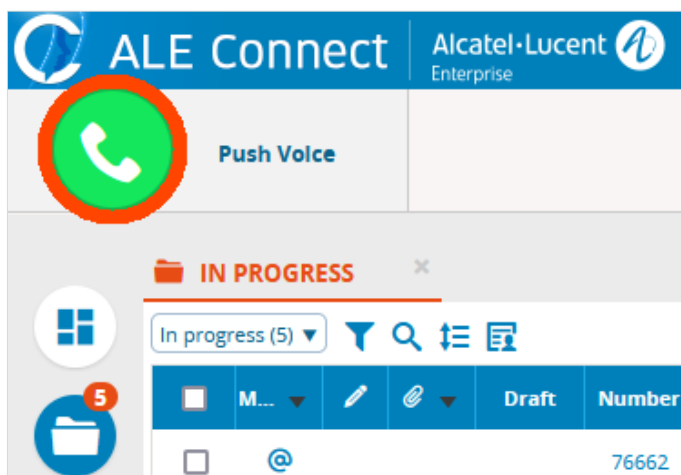 ALE Connect
Alcatel·Lucent
Enterprise
Push Voice
IN PROGRESS
5
In progress (5)
M... Draft Number
@ 76662